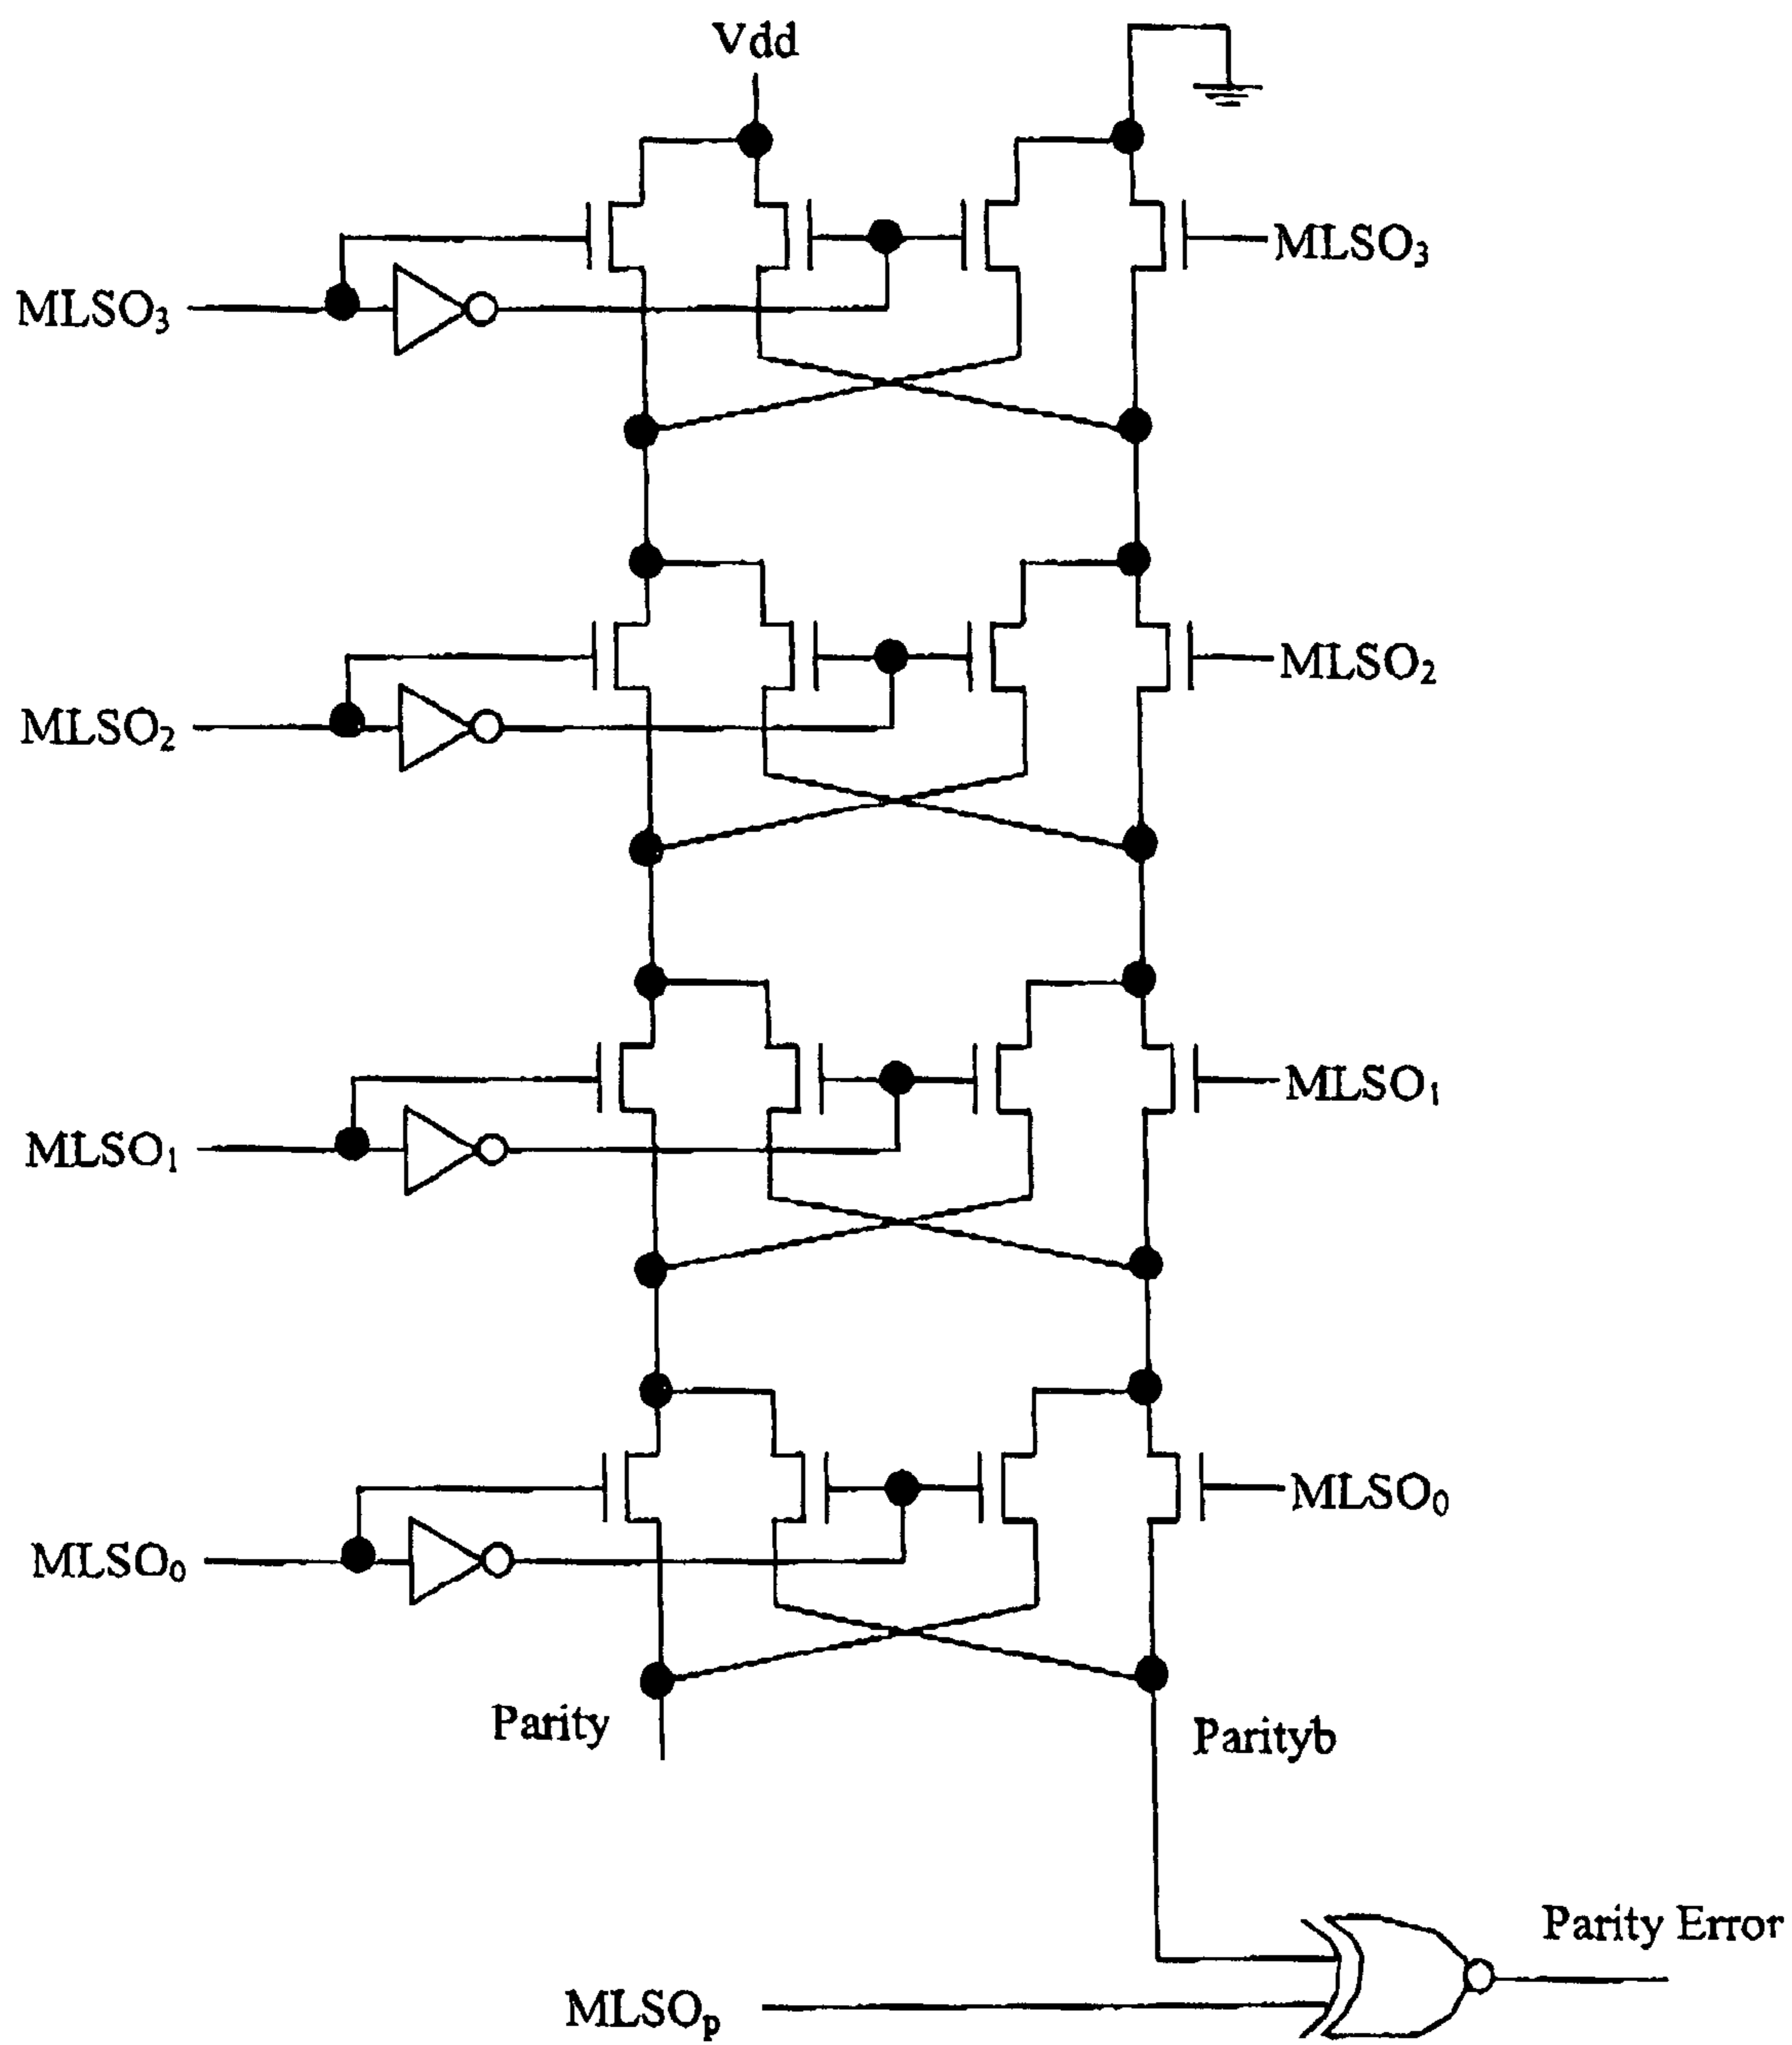 Vdd
MLSO₃
MLSO₃
MLSO₂
MLSO₂
MLSO₁
MLSO₁
MLSO₀
MLSO₀
Parity
Parityb
Parity Error
MLSOₚ